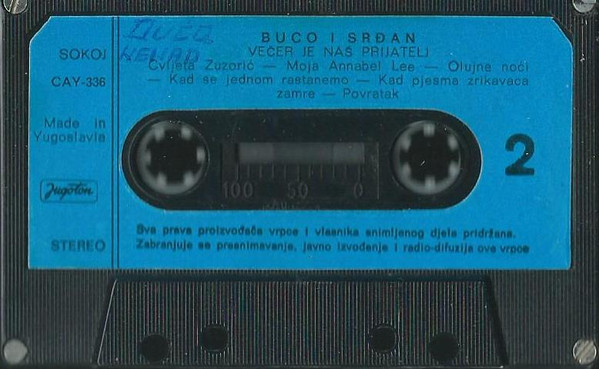 BUCO
NENAD
BUCO I SRĐAN
VEČER JE NAŠ PRIJATELJ
Cvijeta Zuzorić — Moja Annabel Lee — Olujne noći
— Kad se jednom rastanemo — Kad pjesma zrikavaca
zamre — Povratak
SOKOJ
CAY-336
Made in
Yugoslavia
Jugoton
STEREO
100 50 0
2
Sva prava proizvođača vrpce i vlasnika snimljenog djela pridržana.
Zabranjuje se presnimavanje, javno izvođenje i radio-difuzija ove vrpce